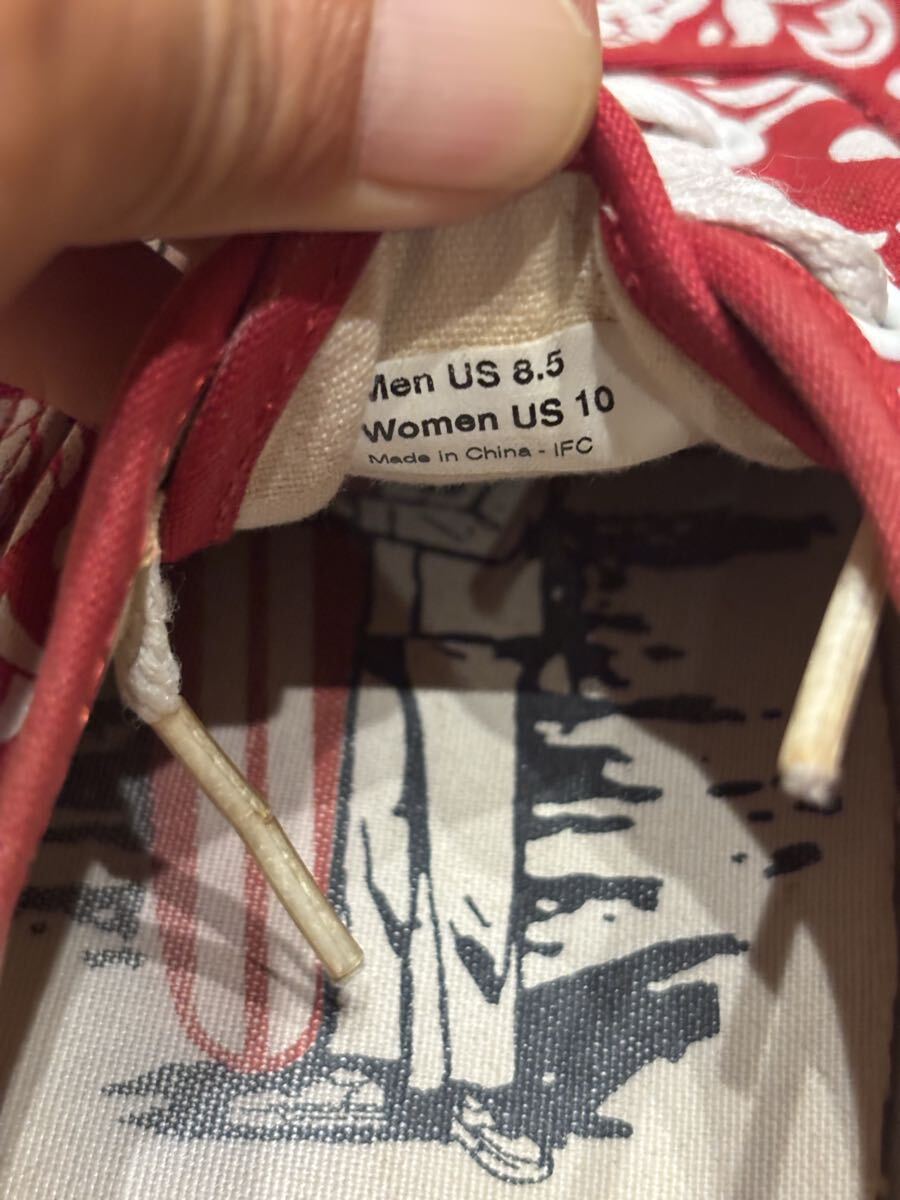 Men US 8.5
Women US 10
Made in China - IFC